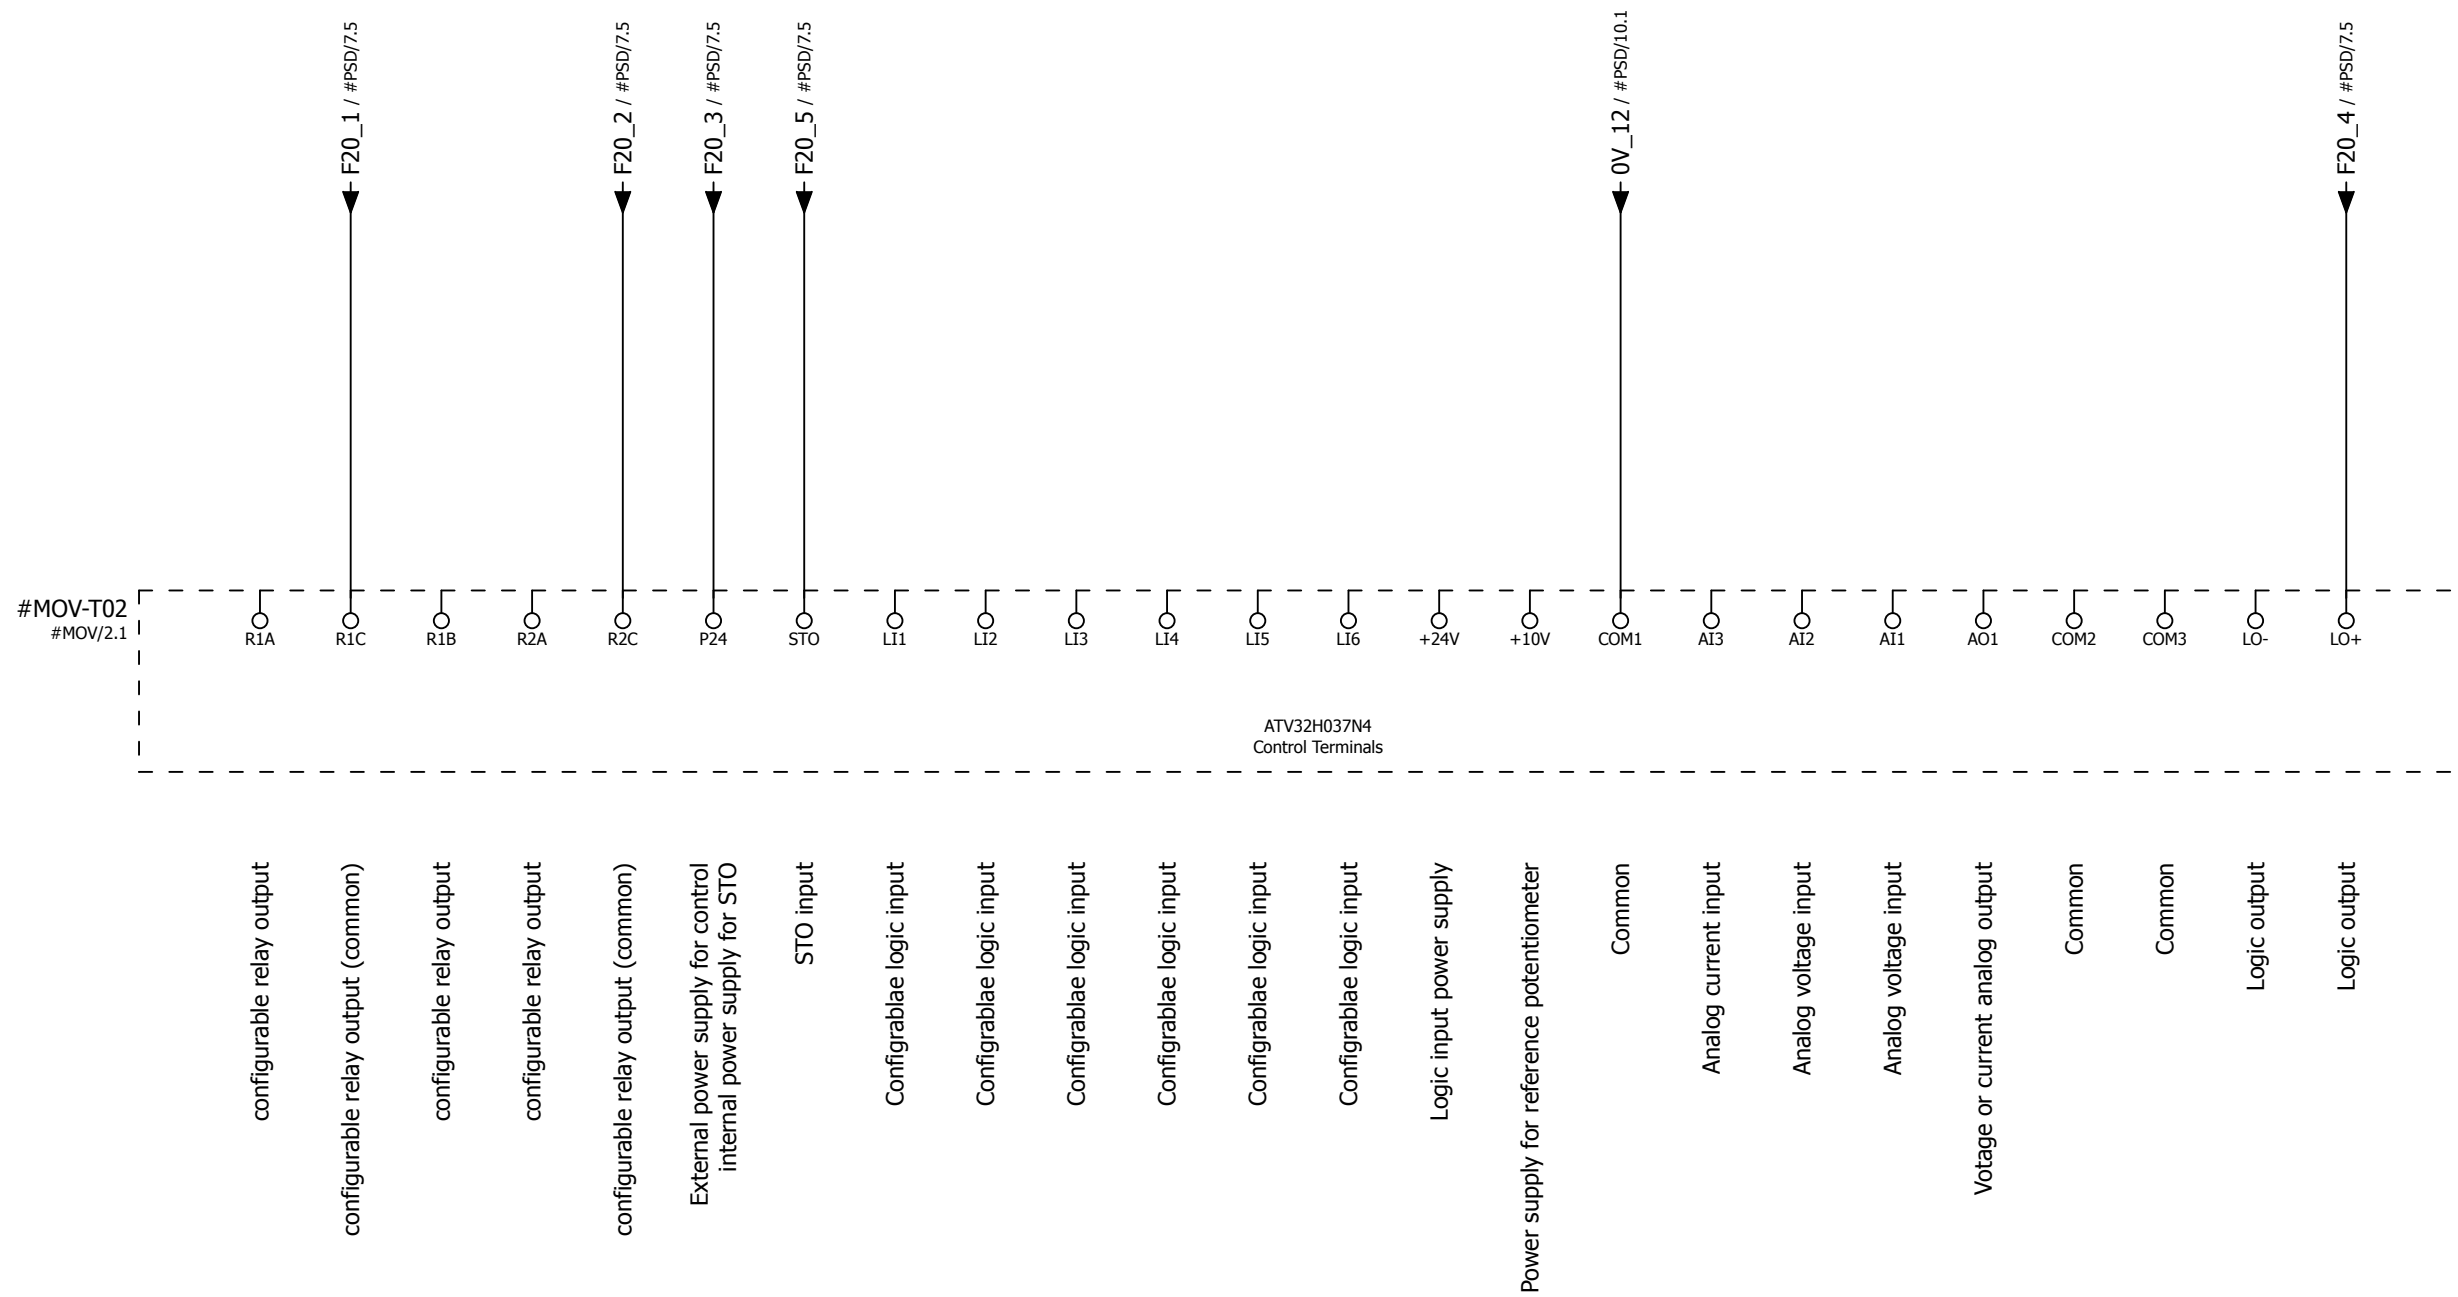 F20_1 / #PSD/7.5
F20_2 / #PSD/7.5
F20_3 / #PSD/7.5
F20_5 / #PSD/7.5
0V_12 / #PSD/10.1
F20_4 / #PSD/7.5
#MOV-T02
#MOV/2.1
R1A
R1C
R1B
R2A
R2C
P24
STO
LI1
LI2
LI3
LI4
LI5
LI6
+24V
+10V
COM1
AI3
AI2
AI1
AO1
COM2
COM3
LO-
LO+
ATV32H037N4
Control Terminals
configurable relay output
configurable relay output (common)
configurable relay output
configurable relay output
configurable relay output (common)
External power supply for control
internal power supply for STO
STO input
Configrablae logic input
Configrablae logic input
Configrablae logic input
Configrablae logic input
Configrablae logic input
Configrablae logic input
Logic input power supply
Power supply for reference potentiometer
Common
Analog current input
Analog voltage input
Analog voltage input
Votage or current analog output
Common
Common
Logic output
Logic output